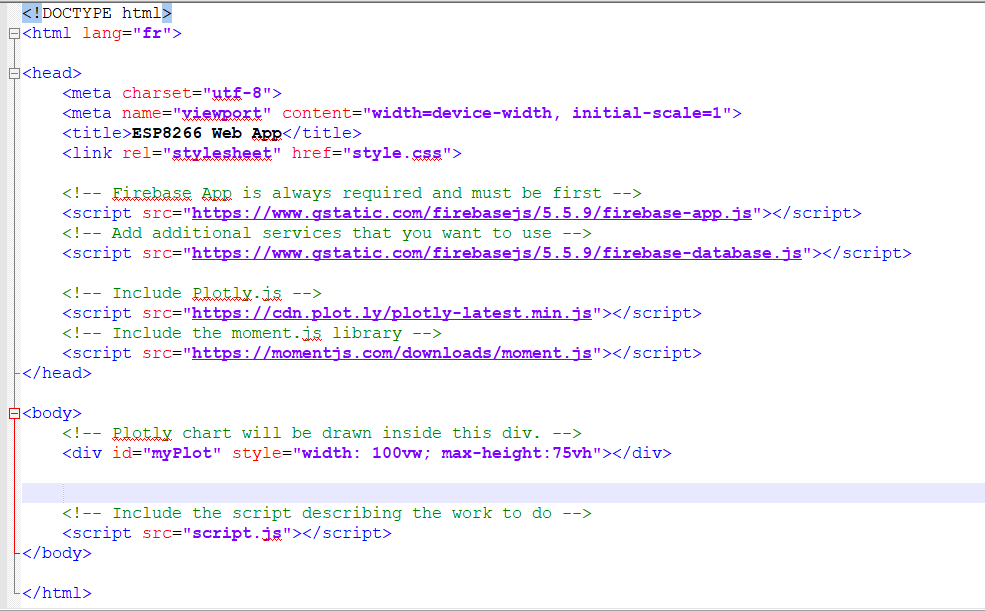 <!DOCTYPE html>
<html lang="fr">
<head>
<meta charset="utf-8">
<meta name="viewport" content="width=device-width, initial-scale=1">
<title>ESP8266 Web App</title>
<link rel="stylesheet" href="style.css">
<!-- Firebase App is always required and must be first -->
<script src="https://www.gstatic.com/firebasejs/5.5.9/firebase-app.js"></script>
<!-- Add additional services that you want to use -->
<script src="https://www.gstatic.com/firebasejs/5.5.9/firebase-database.js"></script>
<!-- Include Plotly.js -->
<script src="https://cdn.plot.ly/plotly-latest.min.js"></script>
<!-- Include the moment.js library -->
<script src="https://momentjs.com/downloads/moment.js"></script>
</head>
<body>
<!-- Plotly chart will be drawn inside this div. -->
<div id="myPlot" style="width: 100vw; max-height:75vh"></div>
<!-- Include the script describing the work to do -->
<script src="script.js"></script>
</body>
</html>